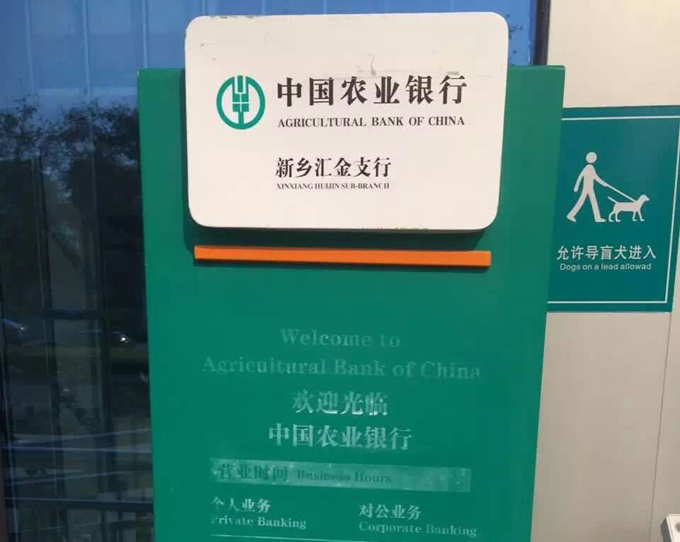 中国农业银行
AGRICULTURAL BANK OF CHINA
新乡汇金支行
XINXIANG HUIJIN SUB-BRANCH
允许导盲犬进入
Dogs on a lead allowad
Welcome to
Agricultural Bank of China
欢迎光临
中国农业银行
营业时间 Business Hours
个人业务 对公业务
Private Banking Corporate Banking